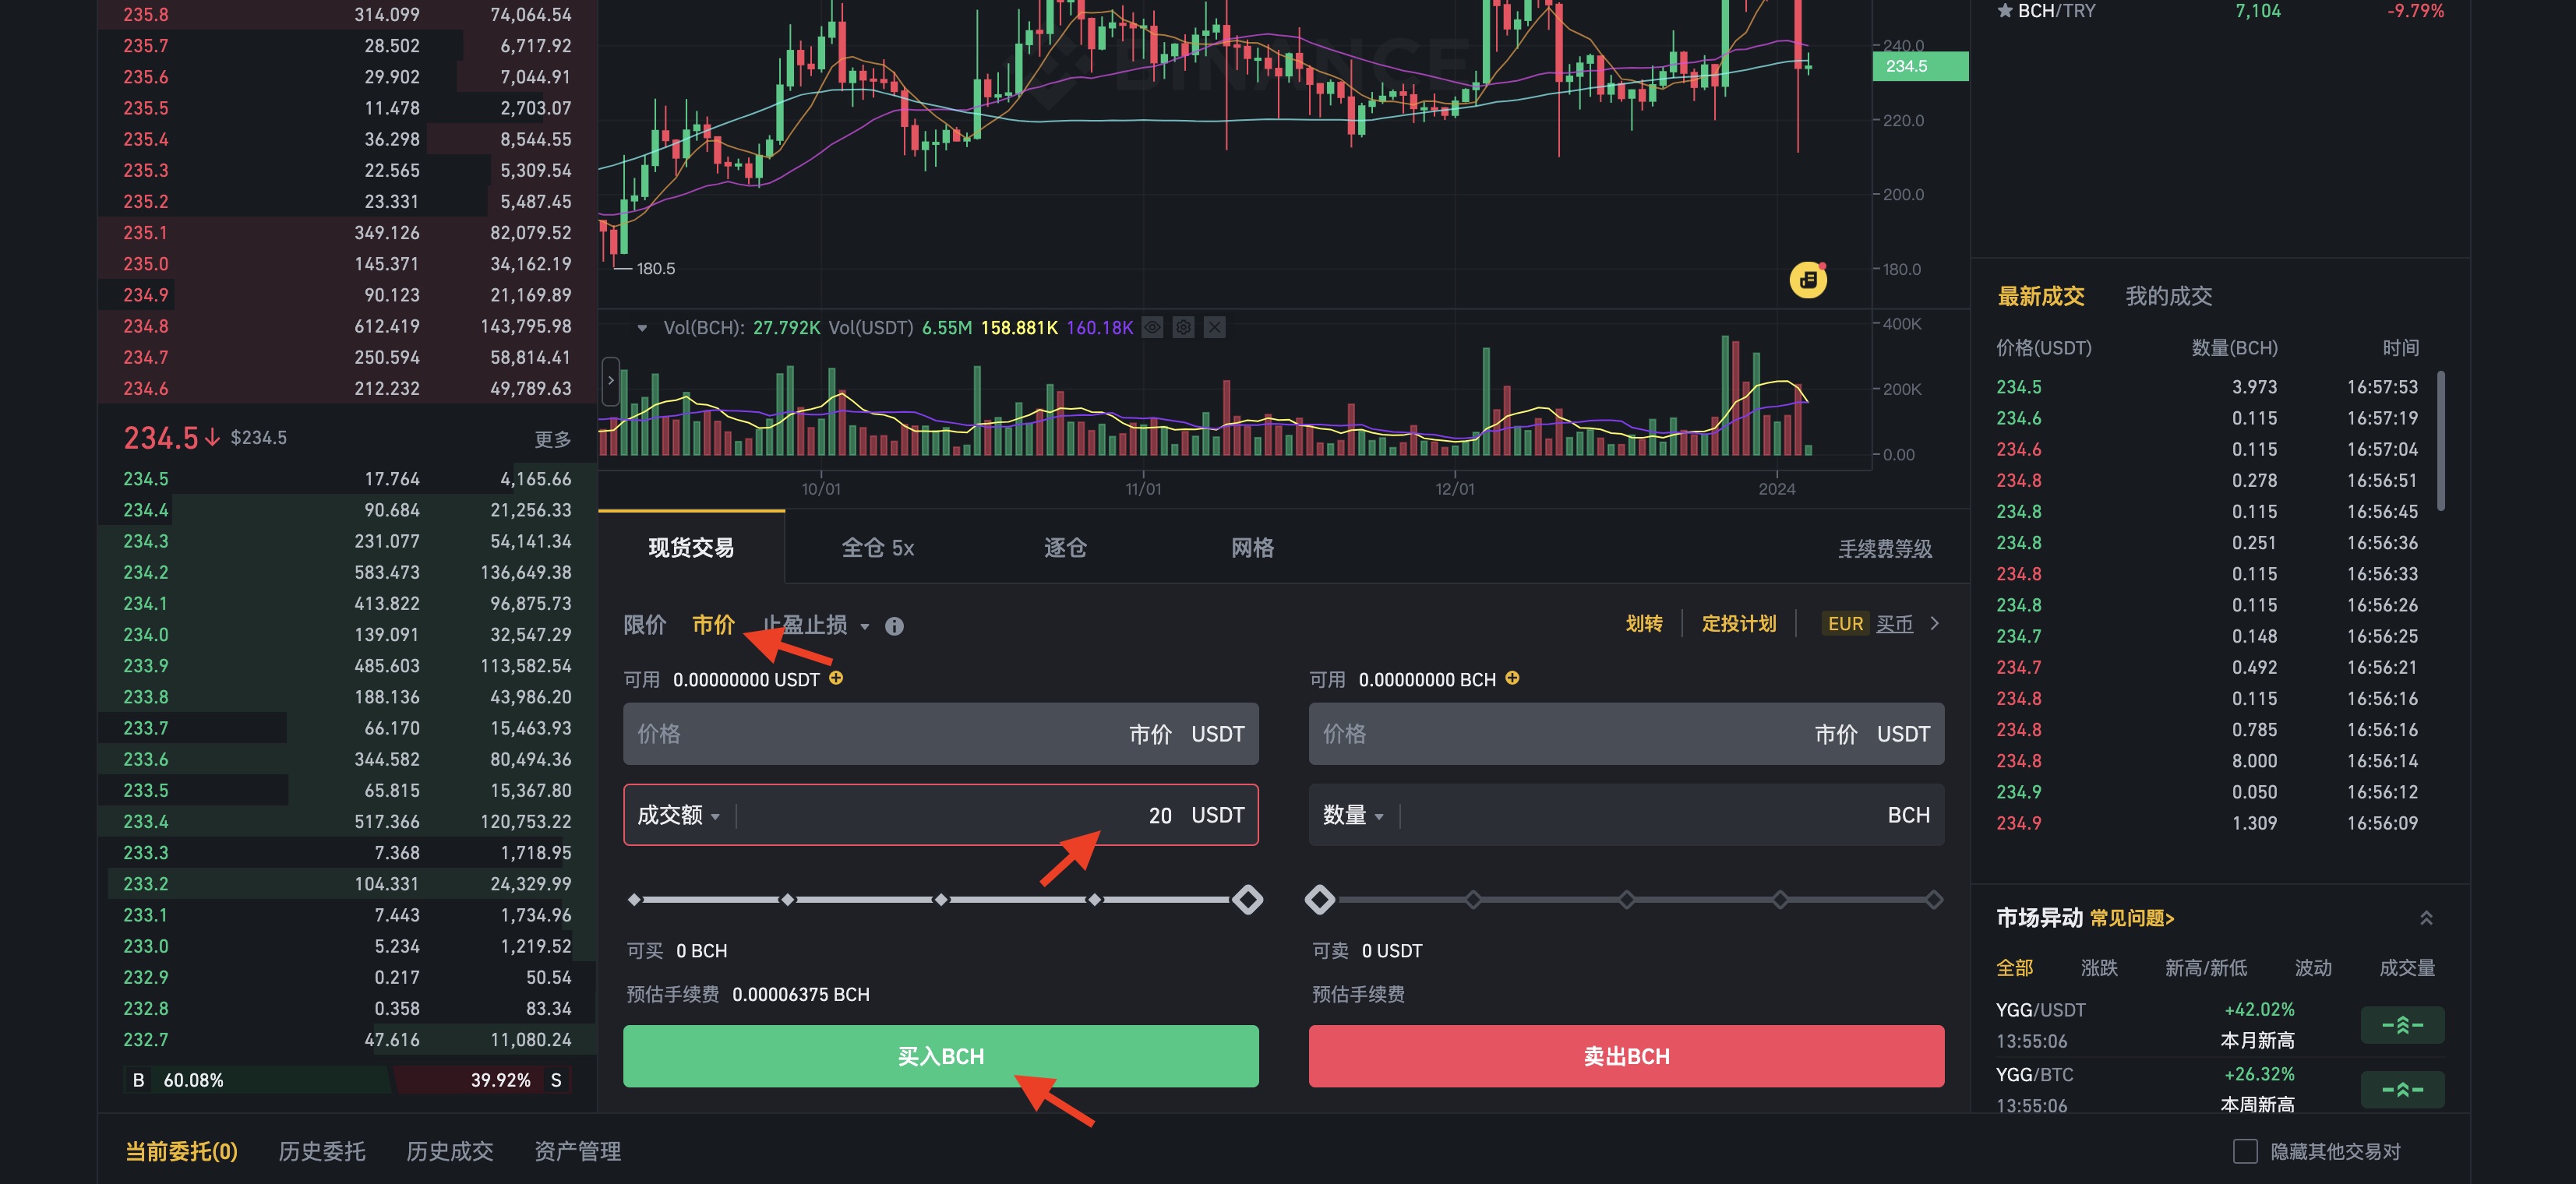 235.8 314.099 74,064.54
235.7 28.502 6,717.92
235.6 29.902 7,044.91
235.5 11.478 2,703.07
235.4 36.298 8,544.55
235.3 22.565 5,309.54
235.2 23.331 5,487.45
235.1 349.126 82,079.52
235.0 145.371 34,162.19
234.9 90.123 21,169.89
234.8 612.419 143,795.98
234.7 250.594 58,814.41
234.6 212.232 49,789.63
234.5↓ $234.5 更多
234.5 17.764 4,165.66
234.4 90.684 21,256.33
234.3 231.077 54,141.34
234.2 583.473 136,649.38
234.1 413.822 96,875.73
234.0 139.091 32,547.29
233.9 485.603 113,582.54
233.8 188.136 43,986.20
233.7 66.170 15,463.93
233.6 344.582 80,494.36
233.5 65.815 15,367.80
233.4 517.366 120,753.22
233.3 7.368 1,718.95
233.2 104.331 24,329.99
233.1 7.443 1,734.96
233.0 5.234 1,219.52
232.9 0.217 50.54
232.8 0.358 83.34
232.7 47.616 11,080.24
B 60.08% 39.92% S
BINANCE
240.0
234.5
220.0
200.0
180.5
180.0
Vol(BCH): 27.792K Vol(USDT) 6.55M 158.881K 160.18K
400K
200K
0.00
10/01 11/01 12/01 2024
现货交易 全仓 5x 逐仓 网格 手续费等级
限价 市价 止盈止损 划转 定投计划 EUR 买币
可用 0.00000000 USDT
价格 市价 USDT
成交额 20 USDT
可买 0 BCH
预估手续费 0.00006375 BCH
买入BCH
可用 0.00000000 BCH
价格 市价 USDT
数量 BCH
可卖 0 USDT
预估手续费
卖出BCH
BCH/TRY 7,104 -9.79%
最新成交 我的成交
价格(USDT) 数量(BCH) 时间
234.5 3.973 16:57:53
234.6 0.115 16:57:19
234.6 0.115 16:57:04
234.8 0.278 16:56:51
234.8 0.115 16:56:45
234.8 0.251 16:56:36
234.8 0.115 16:56:33
234.8 0.115 16:56:26
234.7 0.148 16:56:25
234.7 0.492 16:56:21
234.8 0.115 16:56:16
234.8 0.785 16:56:16
234.8 8.000 16:56:14
234.9 0.050 16:56:12
234.9 1.309 16:56:09
市场异动 常见问题>
全部 涨跌 新高/新低 波动 成交量
YGG/USDT +42.02%
13:55:06 本月新高
YGG/BTC +26.32%
13:55:06 本周新高
当前委托(0) 历史委托 历史成交 资产管理 隐藏其他交易对